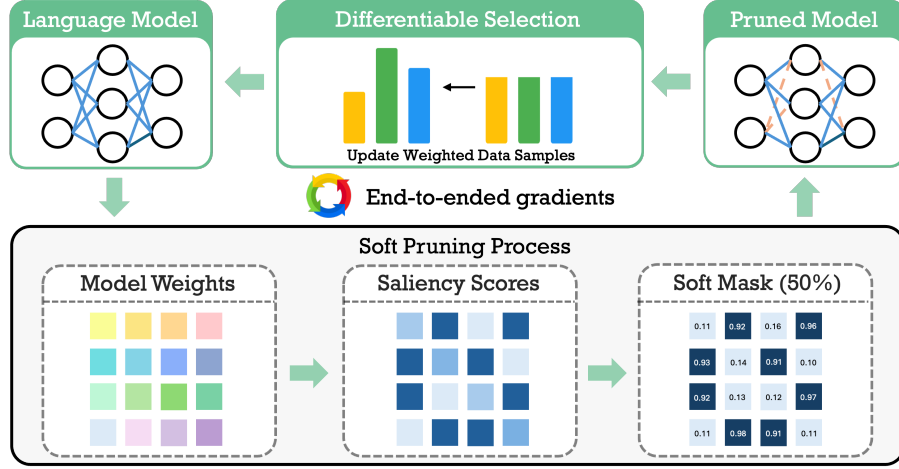 Language Model
Differentiable Selection
Pruned Model
Update Weighted Data Samples
End-to-ended gradients
Soft Pruning Process
Model Weights
Saliency Scores
Soft Mask (50%)
0.11 0.92 0.16 0.96
0.93 0.14 0.91 0.10
0.92 0.13 0.12 0.97
0.11 0.98 0.91 0.11